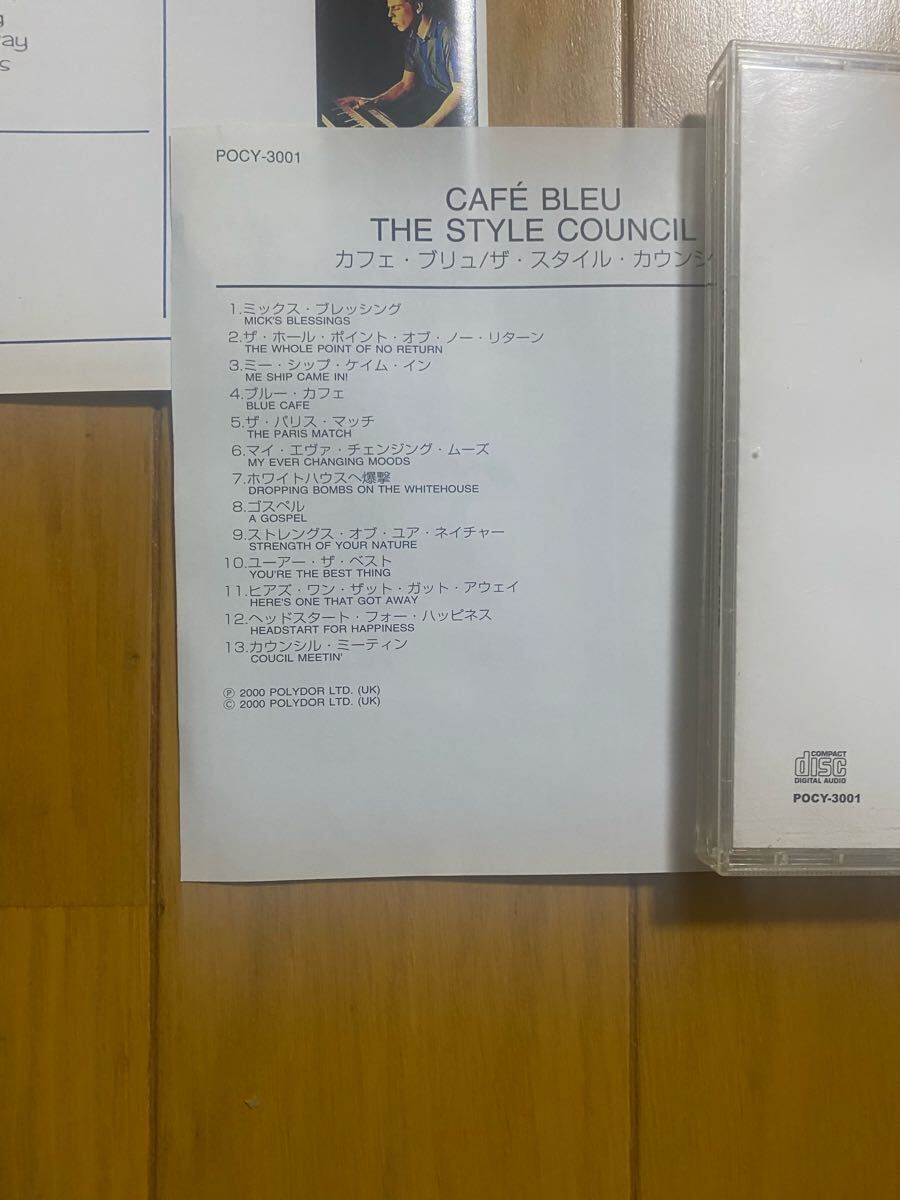 ay
s
POCY-3001
CAFÉ BLEU
THE STYLE COUNCIL
カフェ・ブリュ/ザ・スタイル・カウンシ
1.ミックス・ブレッシング
MICK'S BLESSINGS
2.ザ・ホール・ポイント・オブ・ノー・リターン
THE WHOLE POINT OF NO RETURN
3.ミー・シップ・ケイム・イン
ME SHIP CAME IN!
4.ブルー・カフェ
BLUE CAFE
5.ザ・パリス・マッチ
THE PARIS MATCH
6.マイ・エヴァ・チェンジング・ムーズ
MY EVER CHANGING MOODS
7.ホワイトハウスへ爆撃
DROPPING BOMBS ON THE WHITEHOUSE
8.ゴスペル
A GOSPEL
9.ストレングス・オブ・ユア・ネイチャー
STRENGTH OF YOUR NATURE
10.ユーアー・ザ・ベスト
YOU'RE THE BEST THING
11.ヒアズ・ワン・ザット・ガット・アウェイ
HERE'S ONE THAT GOT AWAY
12.ヘッドスタート・フォー・ハッピネス
HEADSTART FOR HAPPINESS
13.カウンシル・ミーティン
COUCIL MEETIN'
Ⓟ 2000 POLYDOR LTD. (UK)
© 2000 POLYDOR LTD. (UK)
COMPACT
disc
DIGITAL AUDIO
POCY-3001